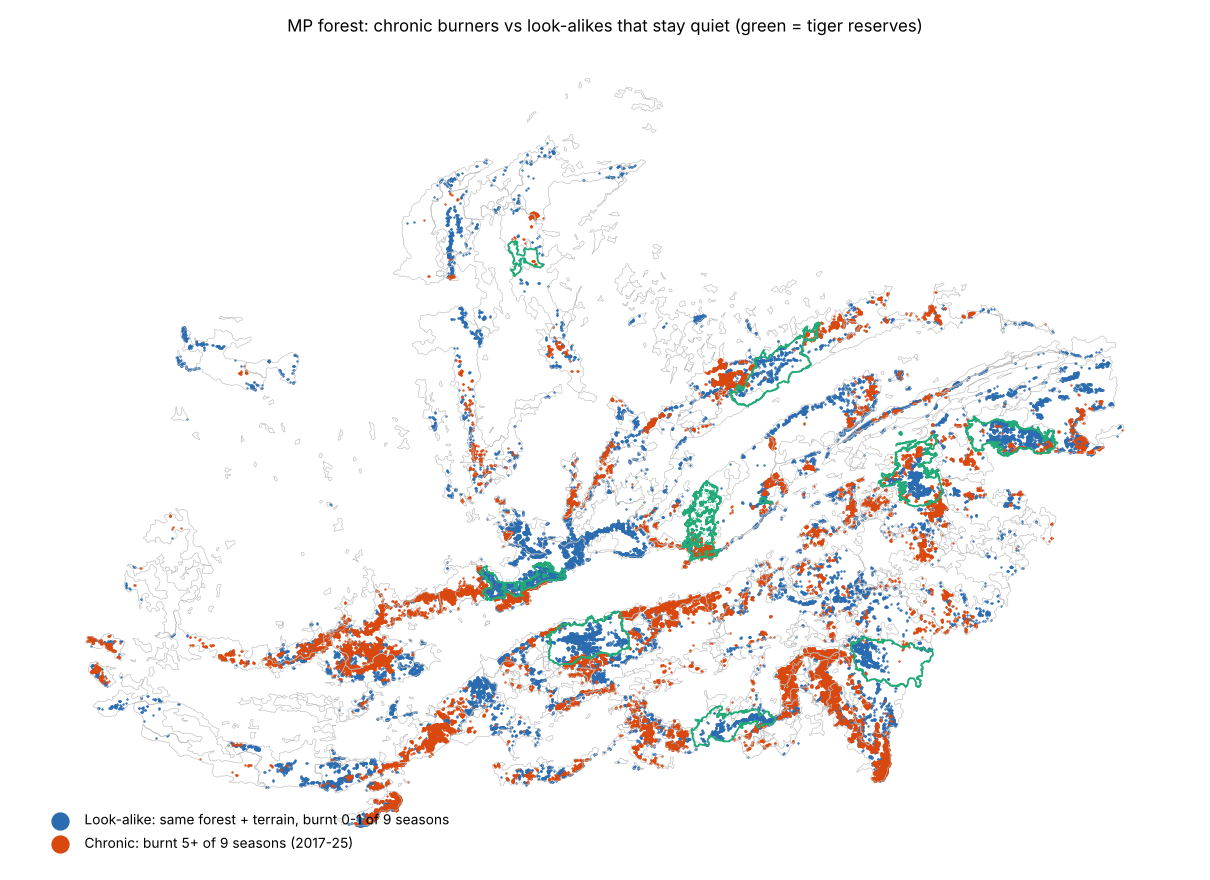 MP forest: chronic burners vs look-alikes that stay quiet (green = tiger reserves)
Look-alike: same forest + terrain, burnt 0-1 of 9 seasons
Chronic: burnt 5+ of 9 seasons (2017-25)